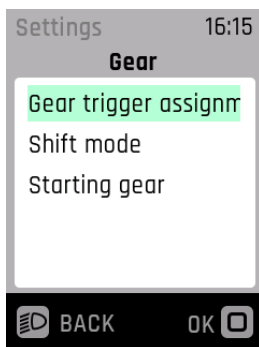 Settings 16:15
Gear
Gear trigger assignm
Shift mode
Starting gear
BACK OK